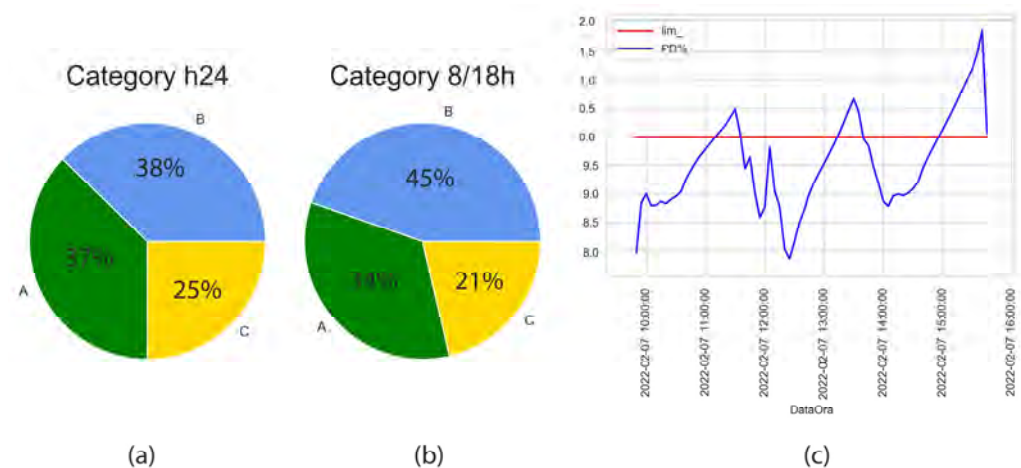 Category h24
B
38%
37%
A
25%
C
(a)
Category 8/18h
B
45%
34%
A
21%
C
(b)
lim_
PD%
2.0
1.5
1.0
0.5
0.0
9.5
9.0
8.5
8.0
2022-02-07 10:00:00
2022-02-07 11:00:00
2022-02-07 12:00:00
2022-02-07 13:00:00
2022-02-07 14:00:00
2022-02-07 15:00:00
2022-02-07 16:00:00
DataOra
(c)